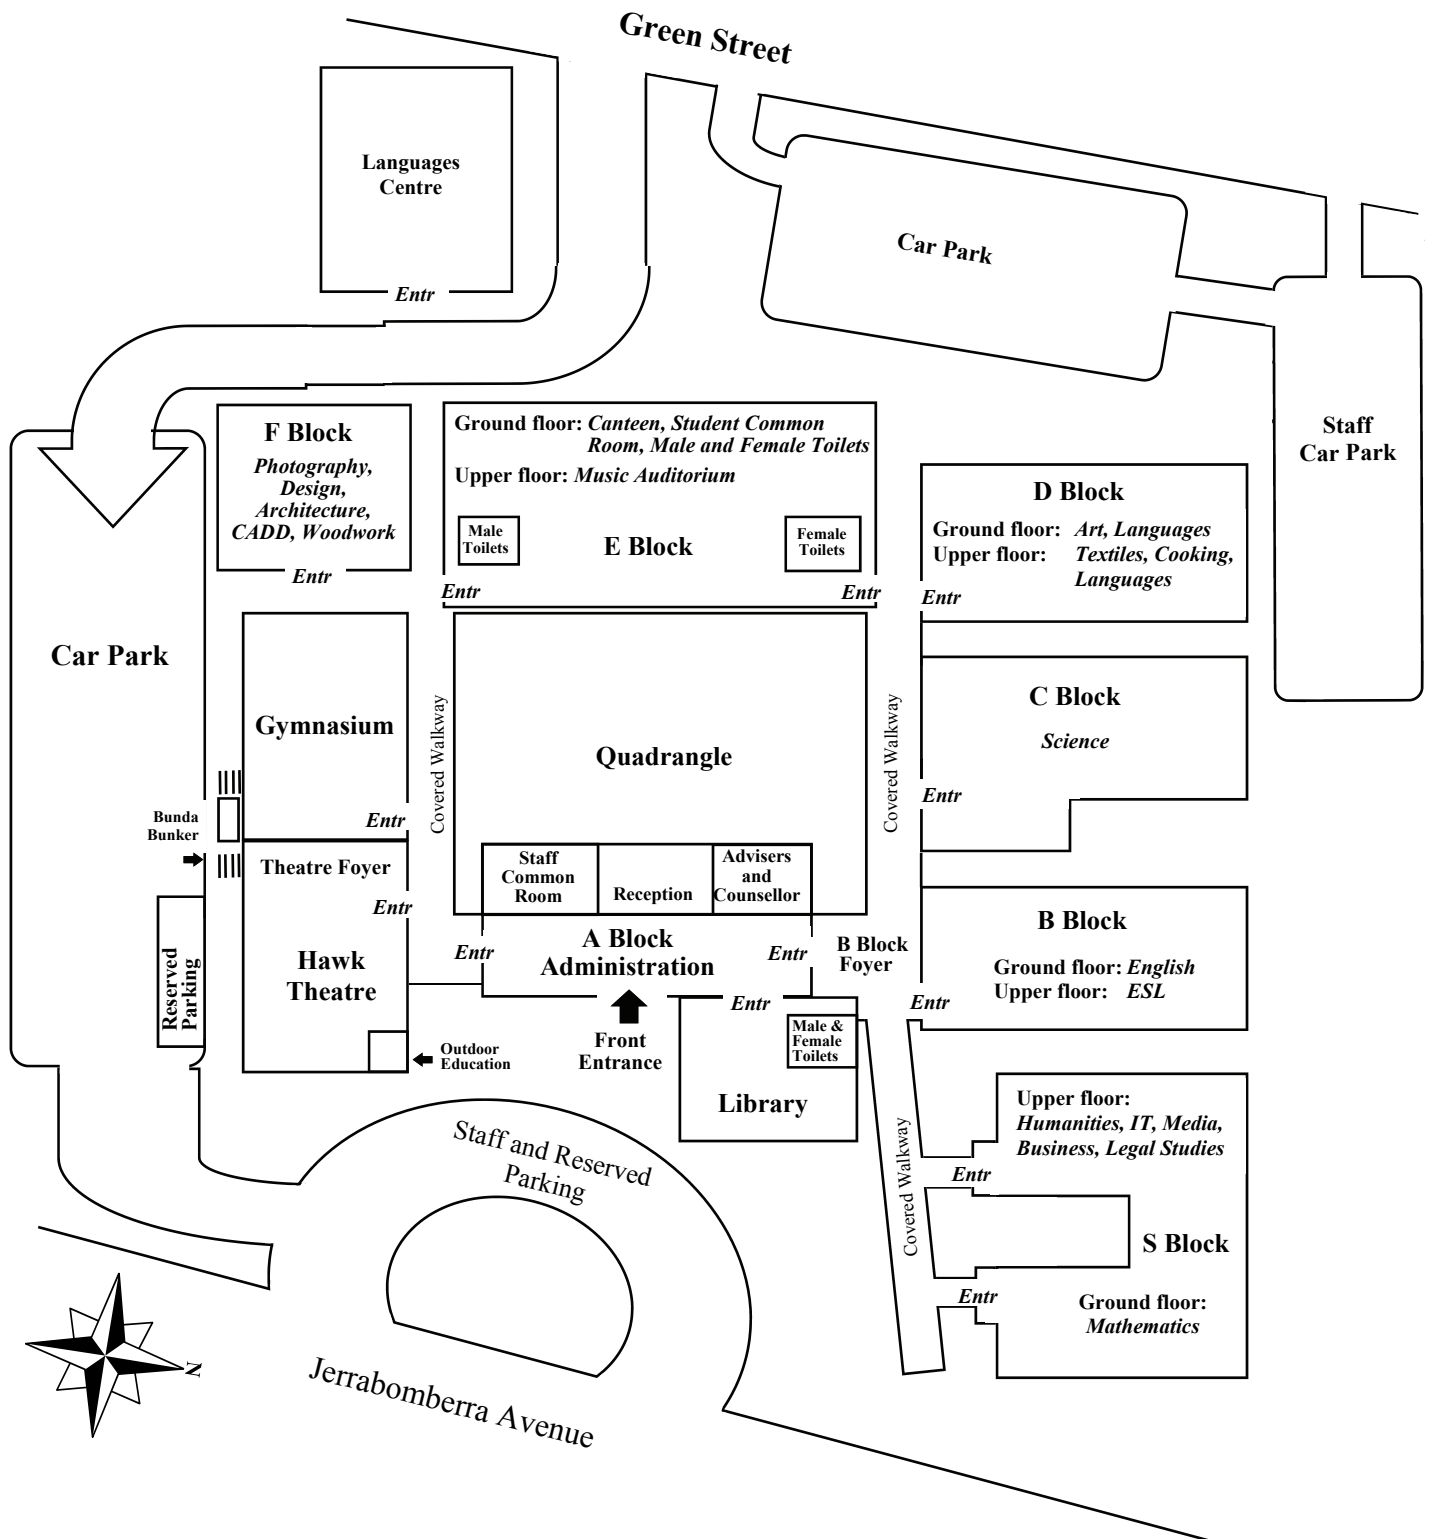 Green Street
Languages
Centre
Entr
Car Park
Staff
Car Park
F Block
Photography,
Design,
Architecture,
CADD, Woodwork
Entr
Ground floor: Canteen, Student Common
Room, Male and Female Toilets
Upper floor: Music Auditorium
Male
Toilets
E Block
Female
Toilets
Entr
Entr
D Block
Ground floor: Art, Languages
Upper floor: Textiles, Cooking,
Languages
Entr
Car Park
Gymnasium
Entr
Covered Walkway
Quadrangle
Covered Walkway
C Block
Science
Entr
Bunda
Bunker
Theatre Foyer
Entr
Hawk
Theatre
Reserved
Parking
Outdoor
Education
Staff
Common
Room
Reception
Advisers
and
Counsellor
Entr
A Block
Administration
Entr
B Block
Foyer
B Block
Ground floor: English
Upper floor: ESL
Entr
Front
Entrance
Entr
Male &
Female
Toilets
Library
Staff and Reserved
Parking
Covered Walkway
Upper floor:
Humanities, IT, Media,
Business, Legal Studies
Entr
S Block
Entr
Ground floor:
Mathematics
N
Jerrabomberra Avenue